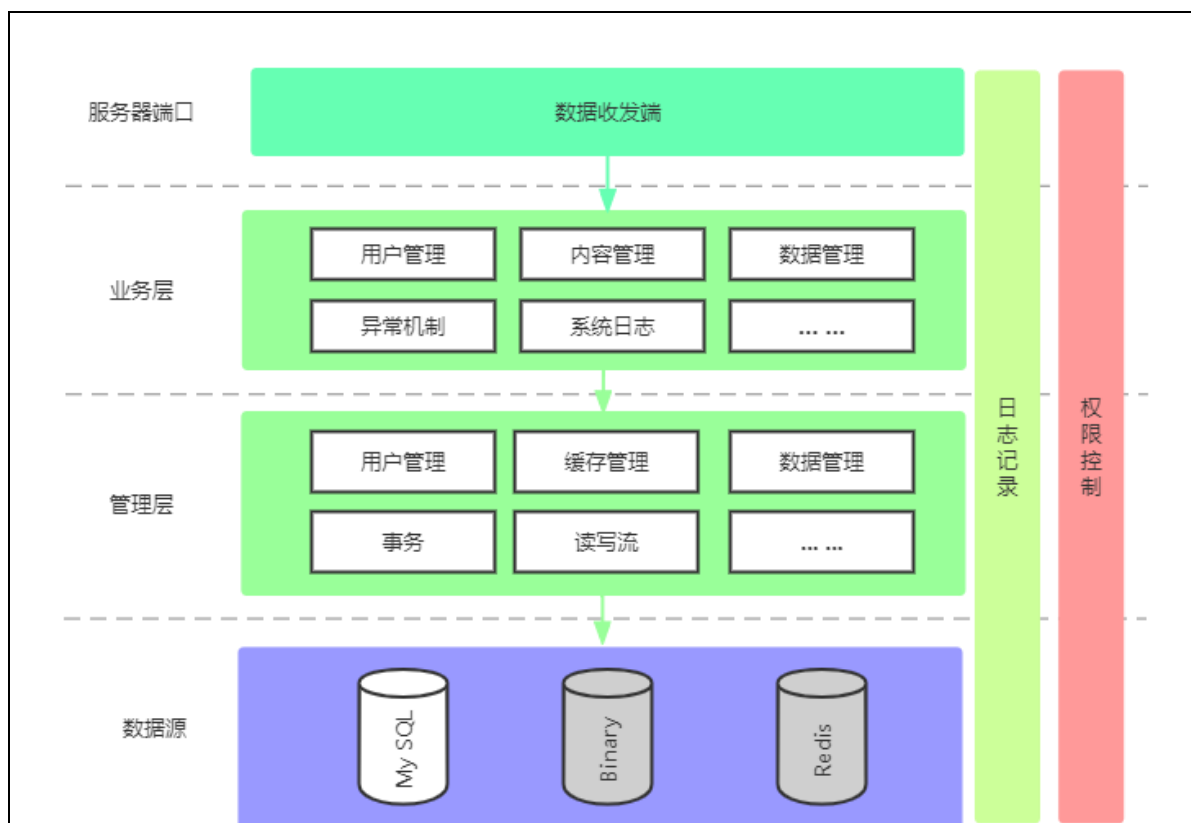 服务器端口
数据收发端
业务层
用户管理
内容管理
数据管理
异常机制
系统日志
... ...
管理层
用户管理
缓存管理
数据管理
事务
读写流
... ...
数据源
My SQL
Binary
Redis
日志记录
权限控制